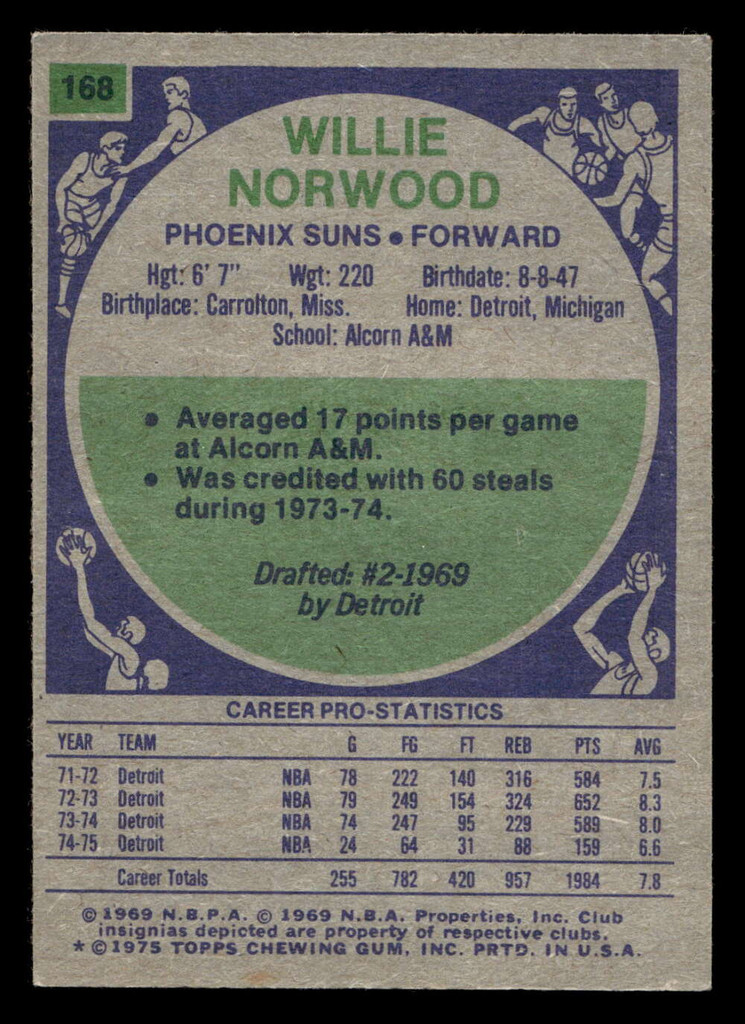 168
WILLIE
NORWOOD
PHOENIX SUNS • FORWARD
Hgt: 6' 7" Wgt: 220 Birthdate: 8-8-47
Birthplace: Carrolton, Miss. Home: Detroit, Michigan
School: Alcorn A&M
• Averaged 17 points per game
at Alcorn A&M.
• Was credited with 60 steals
during 1973-74.
Drafted: #2-1969
by Detroit
CAREER PRO-STATISTICS
YEAR TEAM G FG FT REB PTS AVG
71-72 Detroit NBA 78 222 140 316 584 7.5
72-73 Detroit NBA 79 249 154 324 652 8.3
73-74 Detroit NBA 74 247 95 229 589 8.0
74-75 Detroit NBA 24 64 31 88 159 6.6
Career Totals 255 782 420 957 1984 7.8
© 1969 N.B.P.A. © 1969 N.B.A. Properties, Inc. Club
insignias depicted are property of respective clubs.
* © 1975 TOPPS CHEWING GUM, INC. PRTD. IN U.S.A.